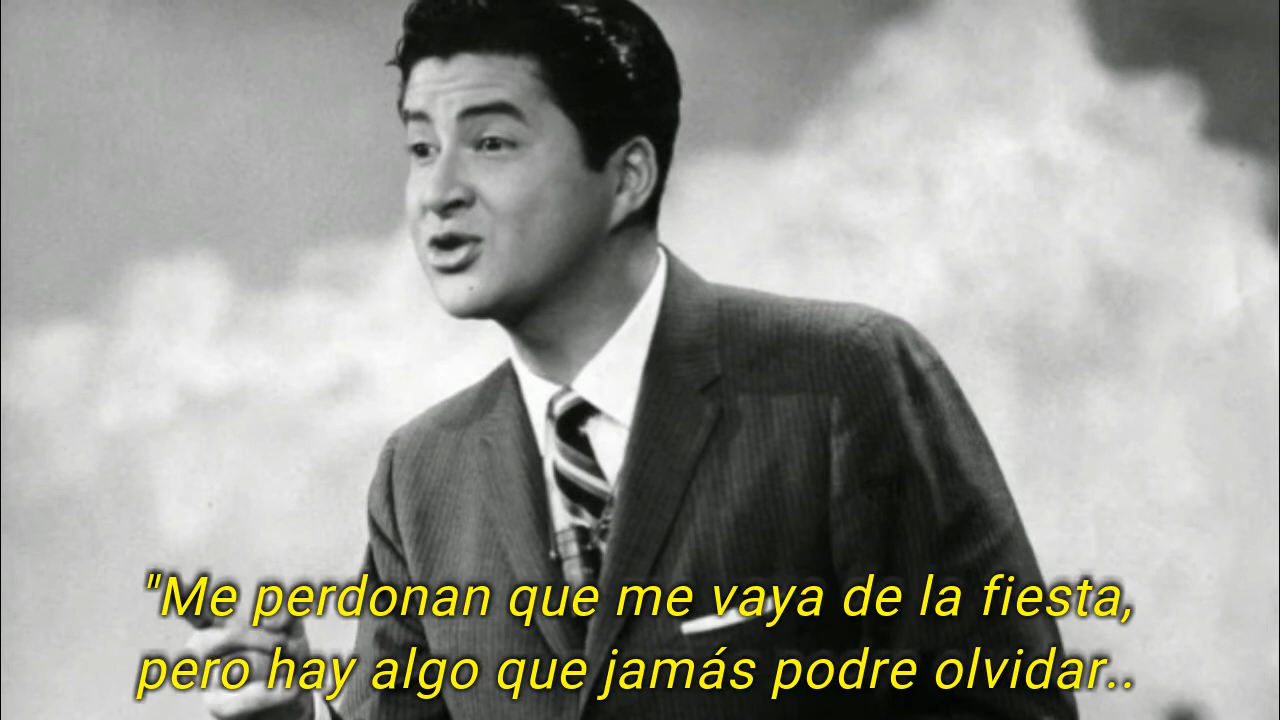 "Me perdonan que me vaya de la fiesta,
pero hay algo que jamás podre olvidar..